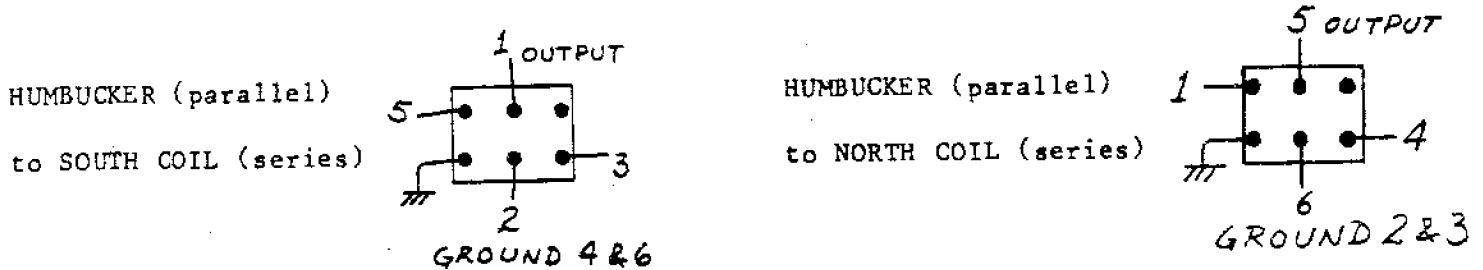 HUMBUCKER (parallel)
to SOUTH COIL (series)
1 OUTPUT
5
3
2
GROUND 4 & 6
HUMBUCKER (parallel)
to NORTH COIL (series)
5 OUTPUT
1
4
6
GROUND 2 & 3